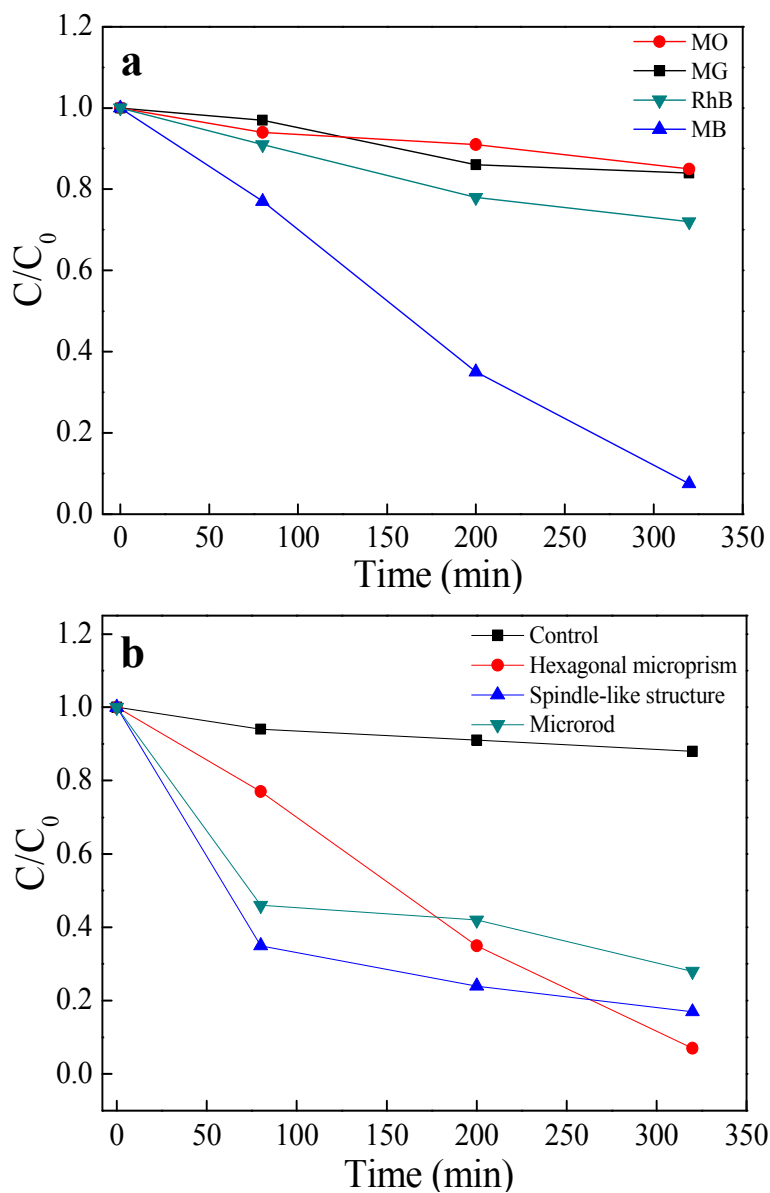 a
1.2
1.0
0.8
0.6
0.4
0.2
0.0
C/C₀
MO
MG
RhB
MB
0 50 100 150 200 250 300 350
Time (min)
b
1.2
1.0
0.8
0.6
0.4
0.2
0.0
C/C₀
Control
Hexagonal microprism
Spindle-like structure
Microrod
0 50 100 150 200 250 300 350
Time (min)